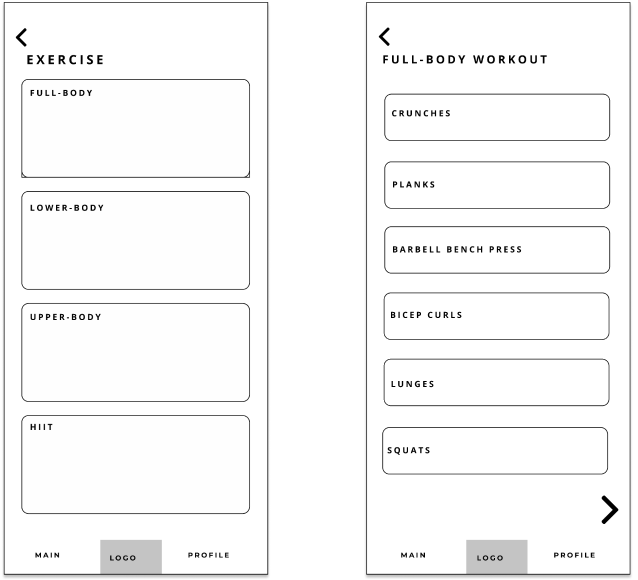 EXERCISE
FULL-BODY
LOWER-BODY
UPPER-BODY
HIIT
MAIN
LOGO
PROFILE
FULL-BODY WORKOUT
CRUNCHES
PLANKS
BARBELL BENCH PRESS
BICEP CURLS
LUNGES
SQUATS
MAIN
LOGO
PROFILE